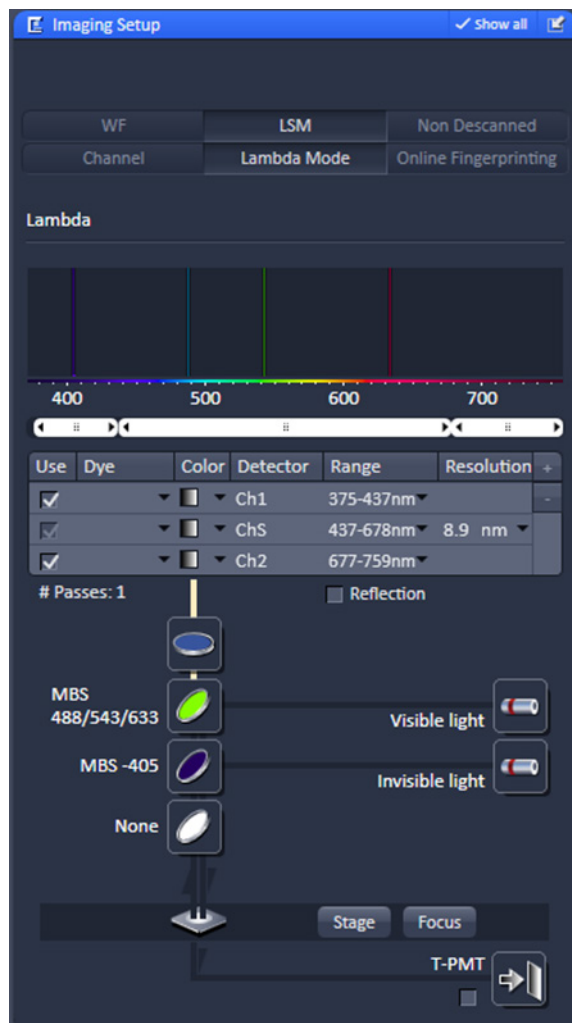 Imaging Setup ✓ Show all
WF LSM Non Descanned
Channel Lambda Mode Online Fingerprinting
Lambda
400 500 600 700
Use Dye Color Detector Range Resolution +
Ch1 375-437nm -
ChS 437-678nm 8.9 nm
Ch2 677-759nm
# Passes: 1 Reflection
MBS
488/543/633
Visible light
MBS -405
Invisible light
None
Stage Focus
T-PMT